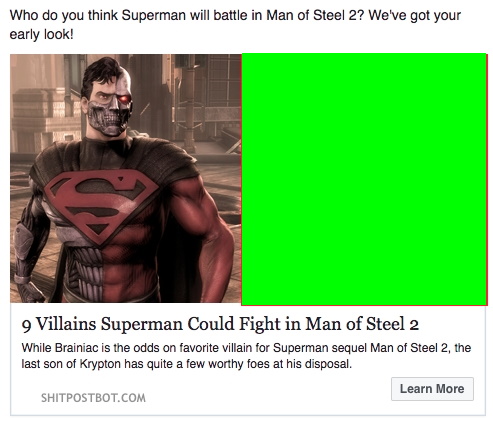 Who do you think Superman will battle in Man of Steel 2? We've got your
early look!
9 Villains Superman Could Fight in Man of Steel 2
While Brainiac is the odds on favorite villain for Superman sequel Man of Steel 2, the
last son of Krypton has quite a few worthy foes at his disposal.
Learn More
SHITPOSTBOT.COM